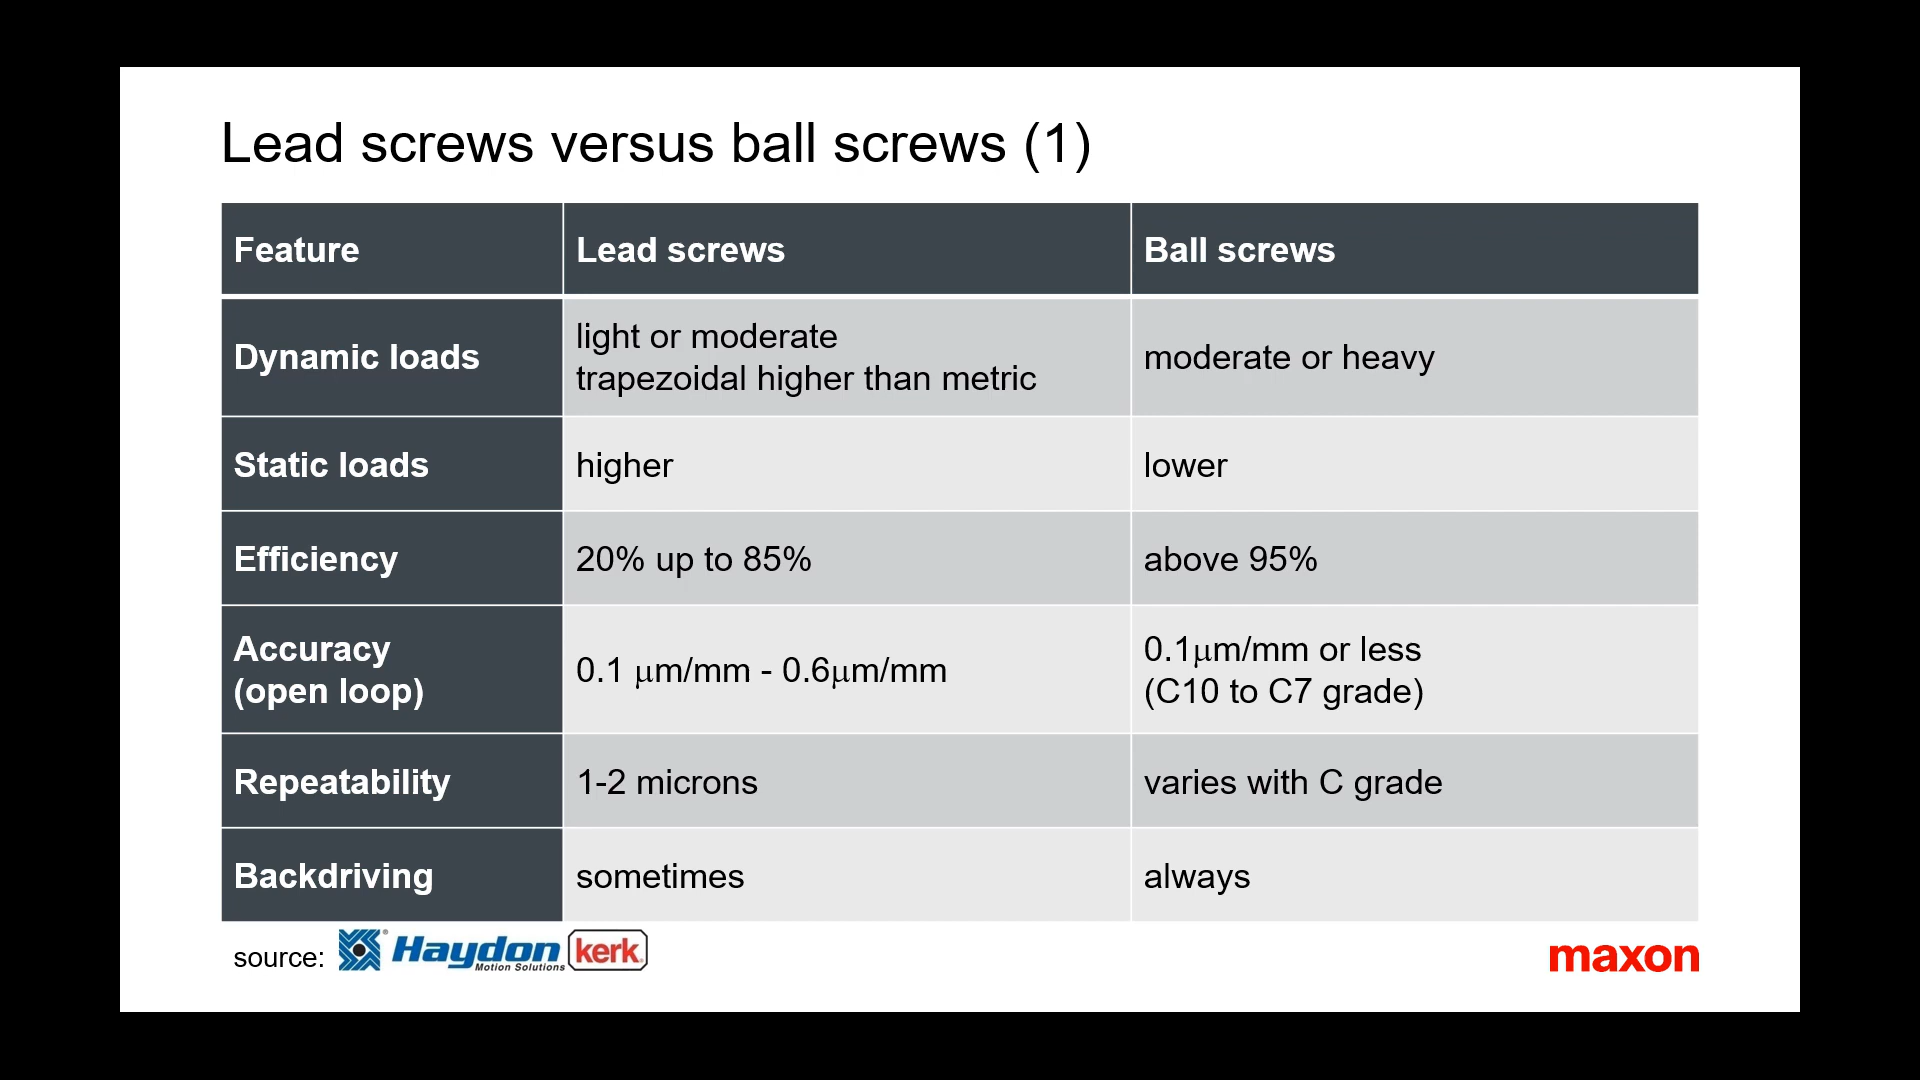 Lead screws versus ball screws (1)
Feature
Lead screws
Ball screws
Dynamic loads
light or moderate
trapezoidal higher than metric
moderate or heavy
Static loads
higher
lower
Efficiency
20% up to 85%
above 95%
Accuracy
(open loop)
0.1 μm/mm - 0.6μm/mm
0.1μm/mm or less
(C10 to C7 grade)
Repeatability
1-2 microns
varies with C grade
Backdriving
sometimes
always
source:
Haydon®
Motion Solutions
kerk.
maxon